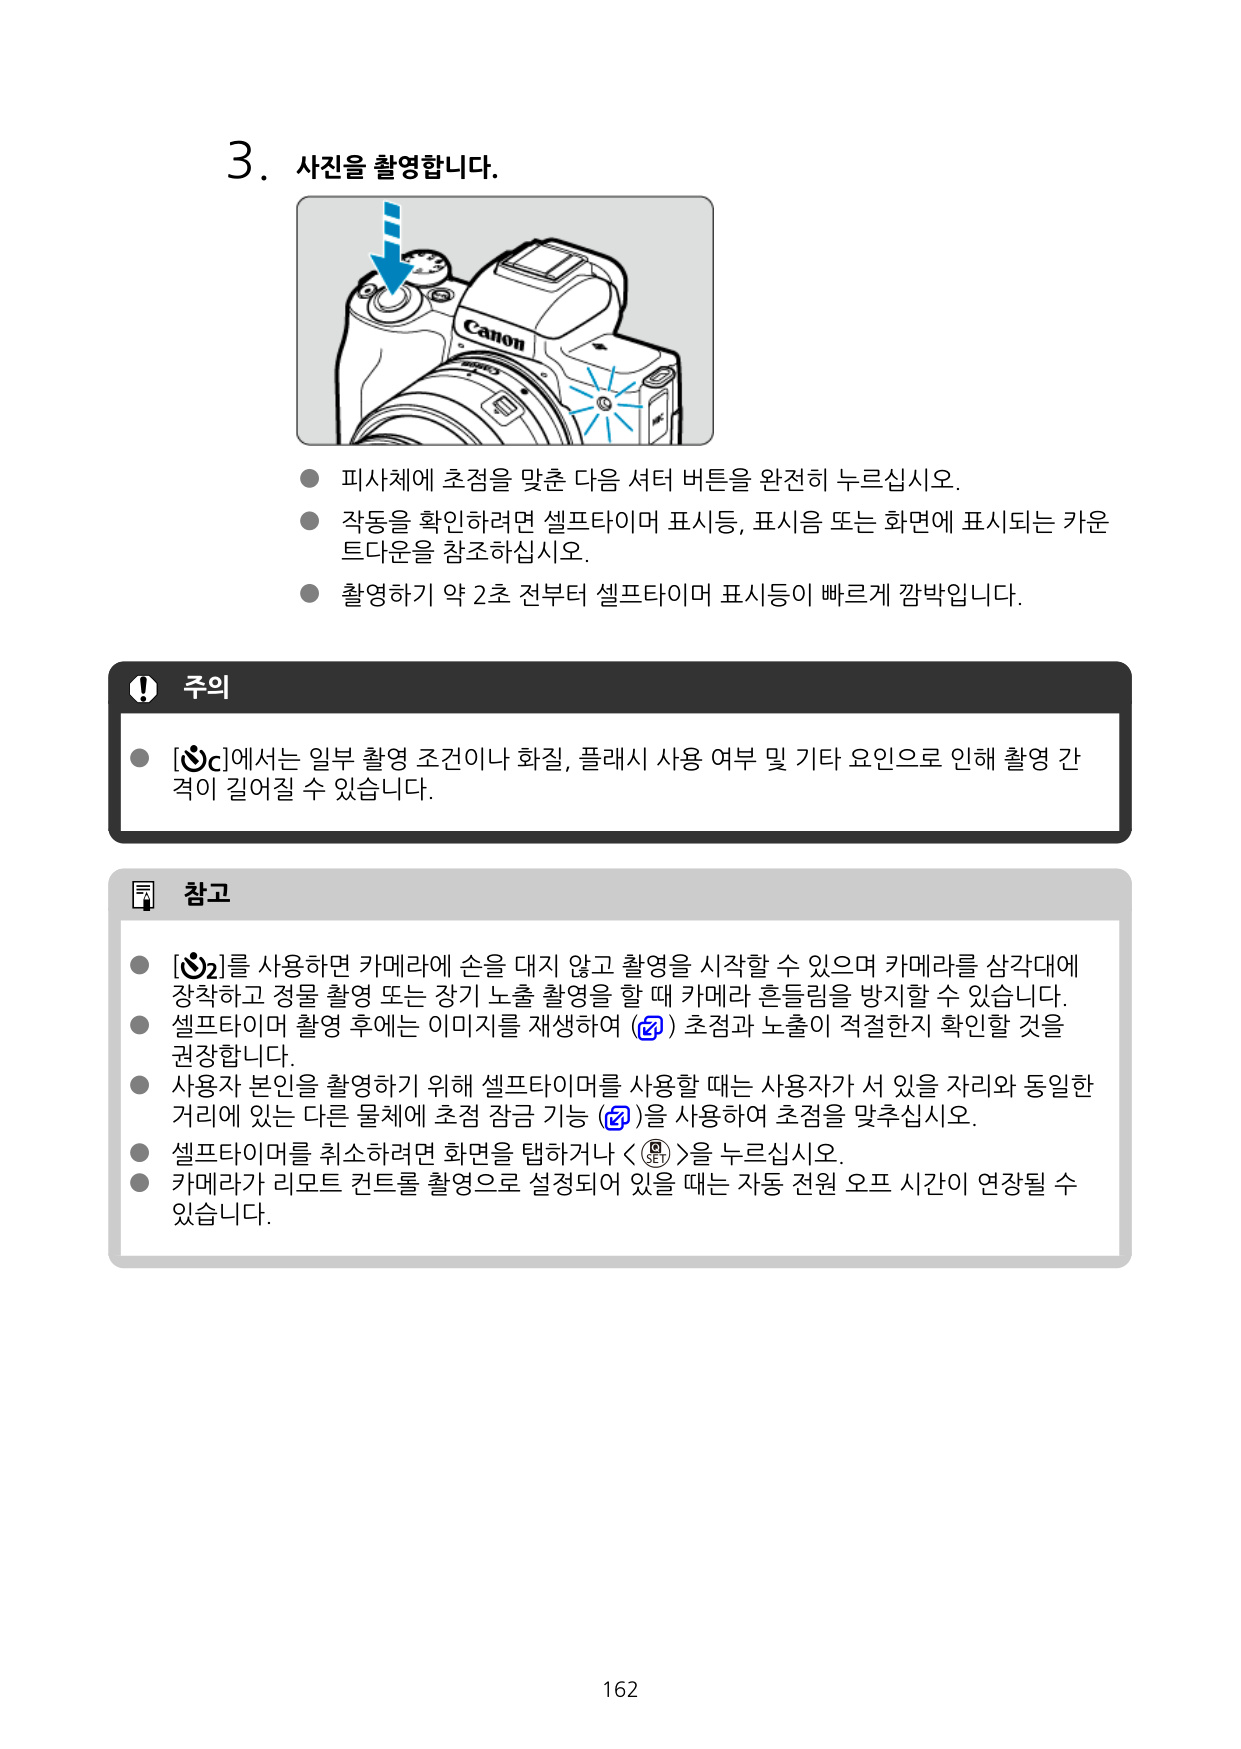 3. 사진을 촬영합니다.
Canon
Canon
● 피사체에 초점을 맞춘 다음 셔터 버튼을 완전히 누르십시오.
● 작동을 확인하려면 셀프타이머 표시등, 표시음 또는 화면에 표시되는 카운
트다운을 참조하십시오.
● 촬영하기 약 2초 전부터 셀프타이머 표시등이 빠르게 깜박입니다.
주의
● [c]에서는 일부 촬영 조건이나 화질, 플래시 사용 여부 및 기타 요인으로 인해 촬영 간
격이 길어질 수 있습니다.
참고
● [2]를 사용하면 카메라에 손을 대지 않고 촬영을 시작할 수 있으며 카메라를 삼각대에
장착하고 정물 촬영 또는 장기 노출 촬영을 할 때 카메라 흔들림을 방지할 수 있습니다.
● 셀프타이머 촬영 후에는 이미지를 재생하여 ( ) 초점과 노출이 적절한지 확인할 것을
권장합니다.
● 사용자 본인을 촬영하기 위해 셀프타이머를 사용할 때는 사용자가 서 있을 자리와 동일한
거리에 있는 다른 물체에 초점 잠금 기능 ( )을 사용하여 초점을 맞추십시오.
● 셀프타이머를 취소하려면 화면을 탭하거나 < Q SET >을 누르십시오.
● 카메라가 리모트 컨트롤 촬영으로 설정되어 있을 때는 자동 전원 오프 시간이 연장될 수
있습니다.
162